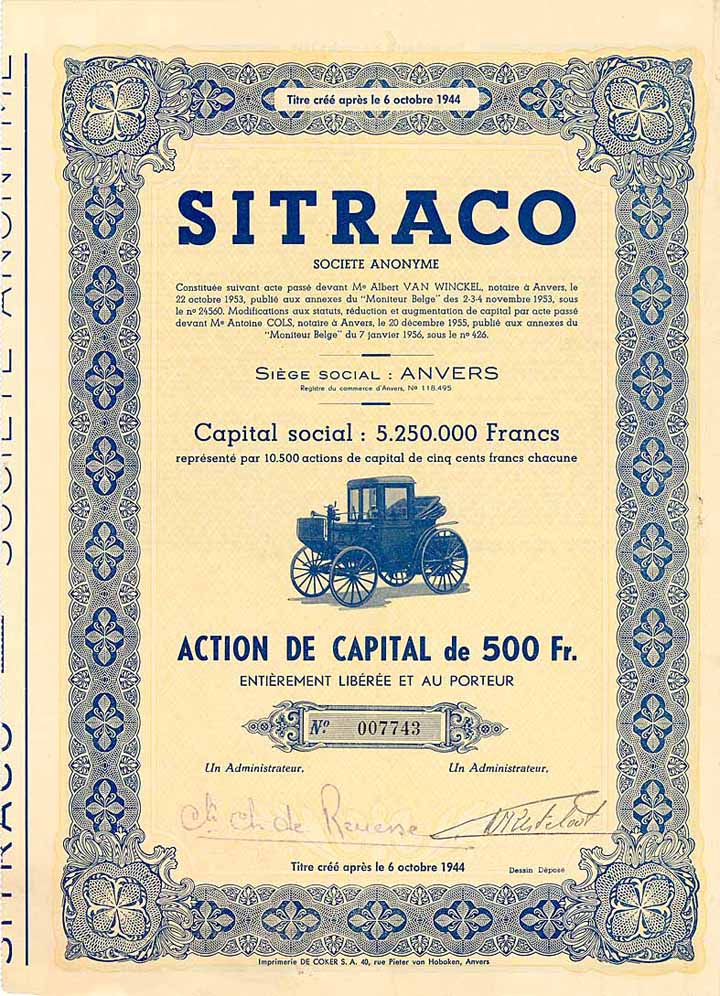 Titre créé après le 6 octobre 1944
SITRACO
SOCIETE ANONYME
Constituée suivant acte passé devant Me Albert VAN WINCKEL, notaire à Anvers, le
22 octobre 1953, publié aux annexes du "Moniteur Belge" des 2-3-4 novembre 1953, sous
le no 24560. Modifications aux statuts, réduction et augmentation de capital par acte passé
devant Me Antoine COLS, notaire à Anvers, le 20 décembre 1955, publié aux annexes du
"Moniteur Belge" du 7 janvier 1956, sous le no 426.
SIÈGE SOCIAL : ANVERS
Registre du commerce d'Anvers, No 118.495
Capital social : 5.250.000 Francs
représenté par 10.500 actions de capital de cinq cents francs chacune
ACTION DE CAPITAL de 500 Fr.
ENTIÈREMENT LIBÉRÉE ET AU PORTEUR
No 007743
Un Administrateur, Un Administrateur,
ch de
Titre créé après le 6 octobre 1944
Dessin Déposé
Imprimerie DE COKER S. A. 40, rue Pieter van Hoboken, Anvers
SITRACO SOCIETE ANONYME